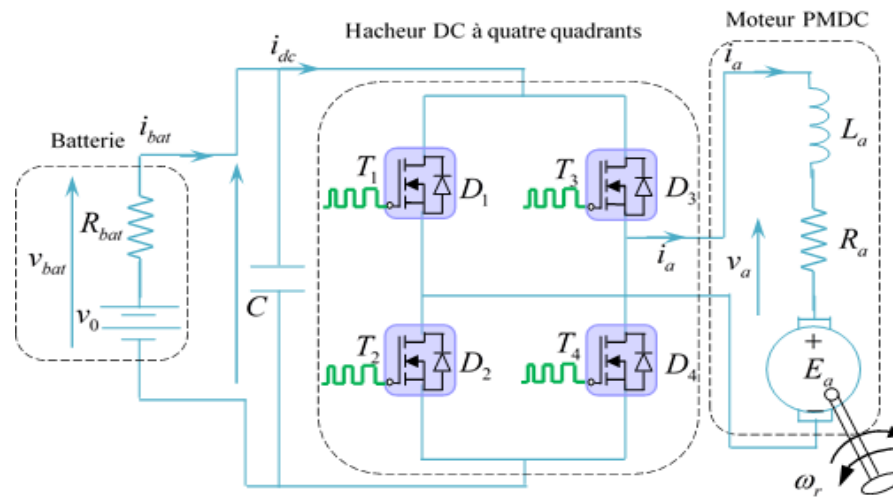 Hacheur DC à quatre quadrants
Moteur PMDC
Batterie
i_bat
i_dc
i_a
R_bat
v_bat
v_0
C
T_1
D_1
T_3
D_3
T_2
D_2
T_4
D_4
i_a
v_a
L_a
R_a
+
E_a
−
ω_r